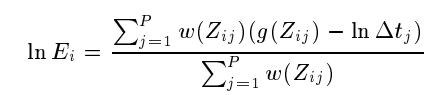 $\ln E_i = \frac{\sum_{j=1}^{P} w(Z_{ij})(g(Z_{ij}) - \ln \Delta t_j)}{\sum_{j=1}^{P} w(Z_{ij})}$